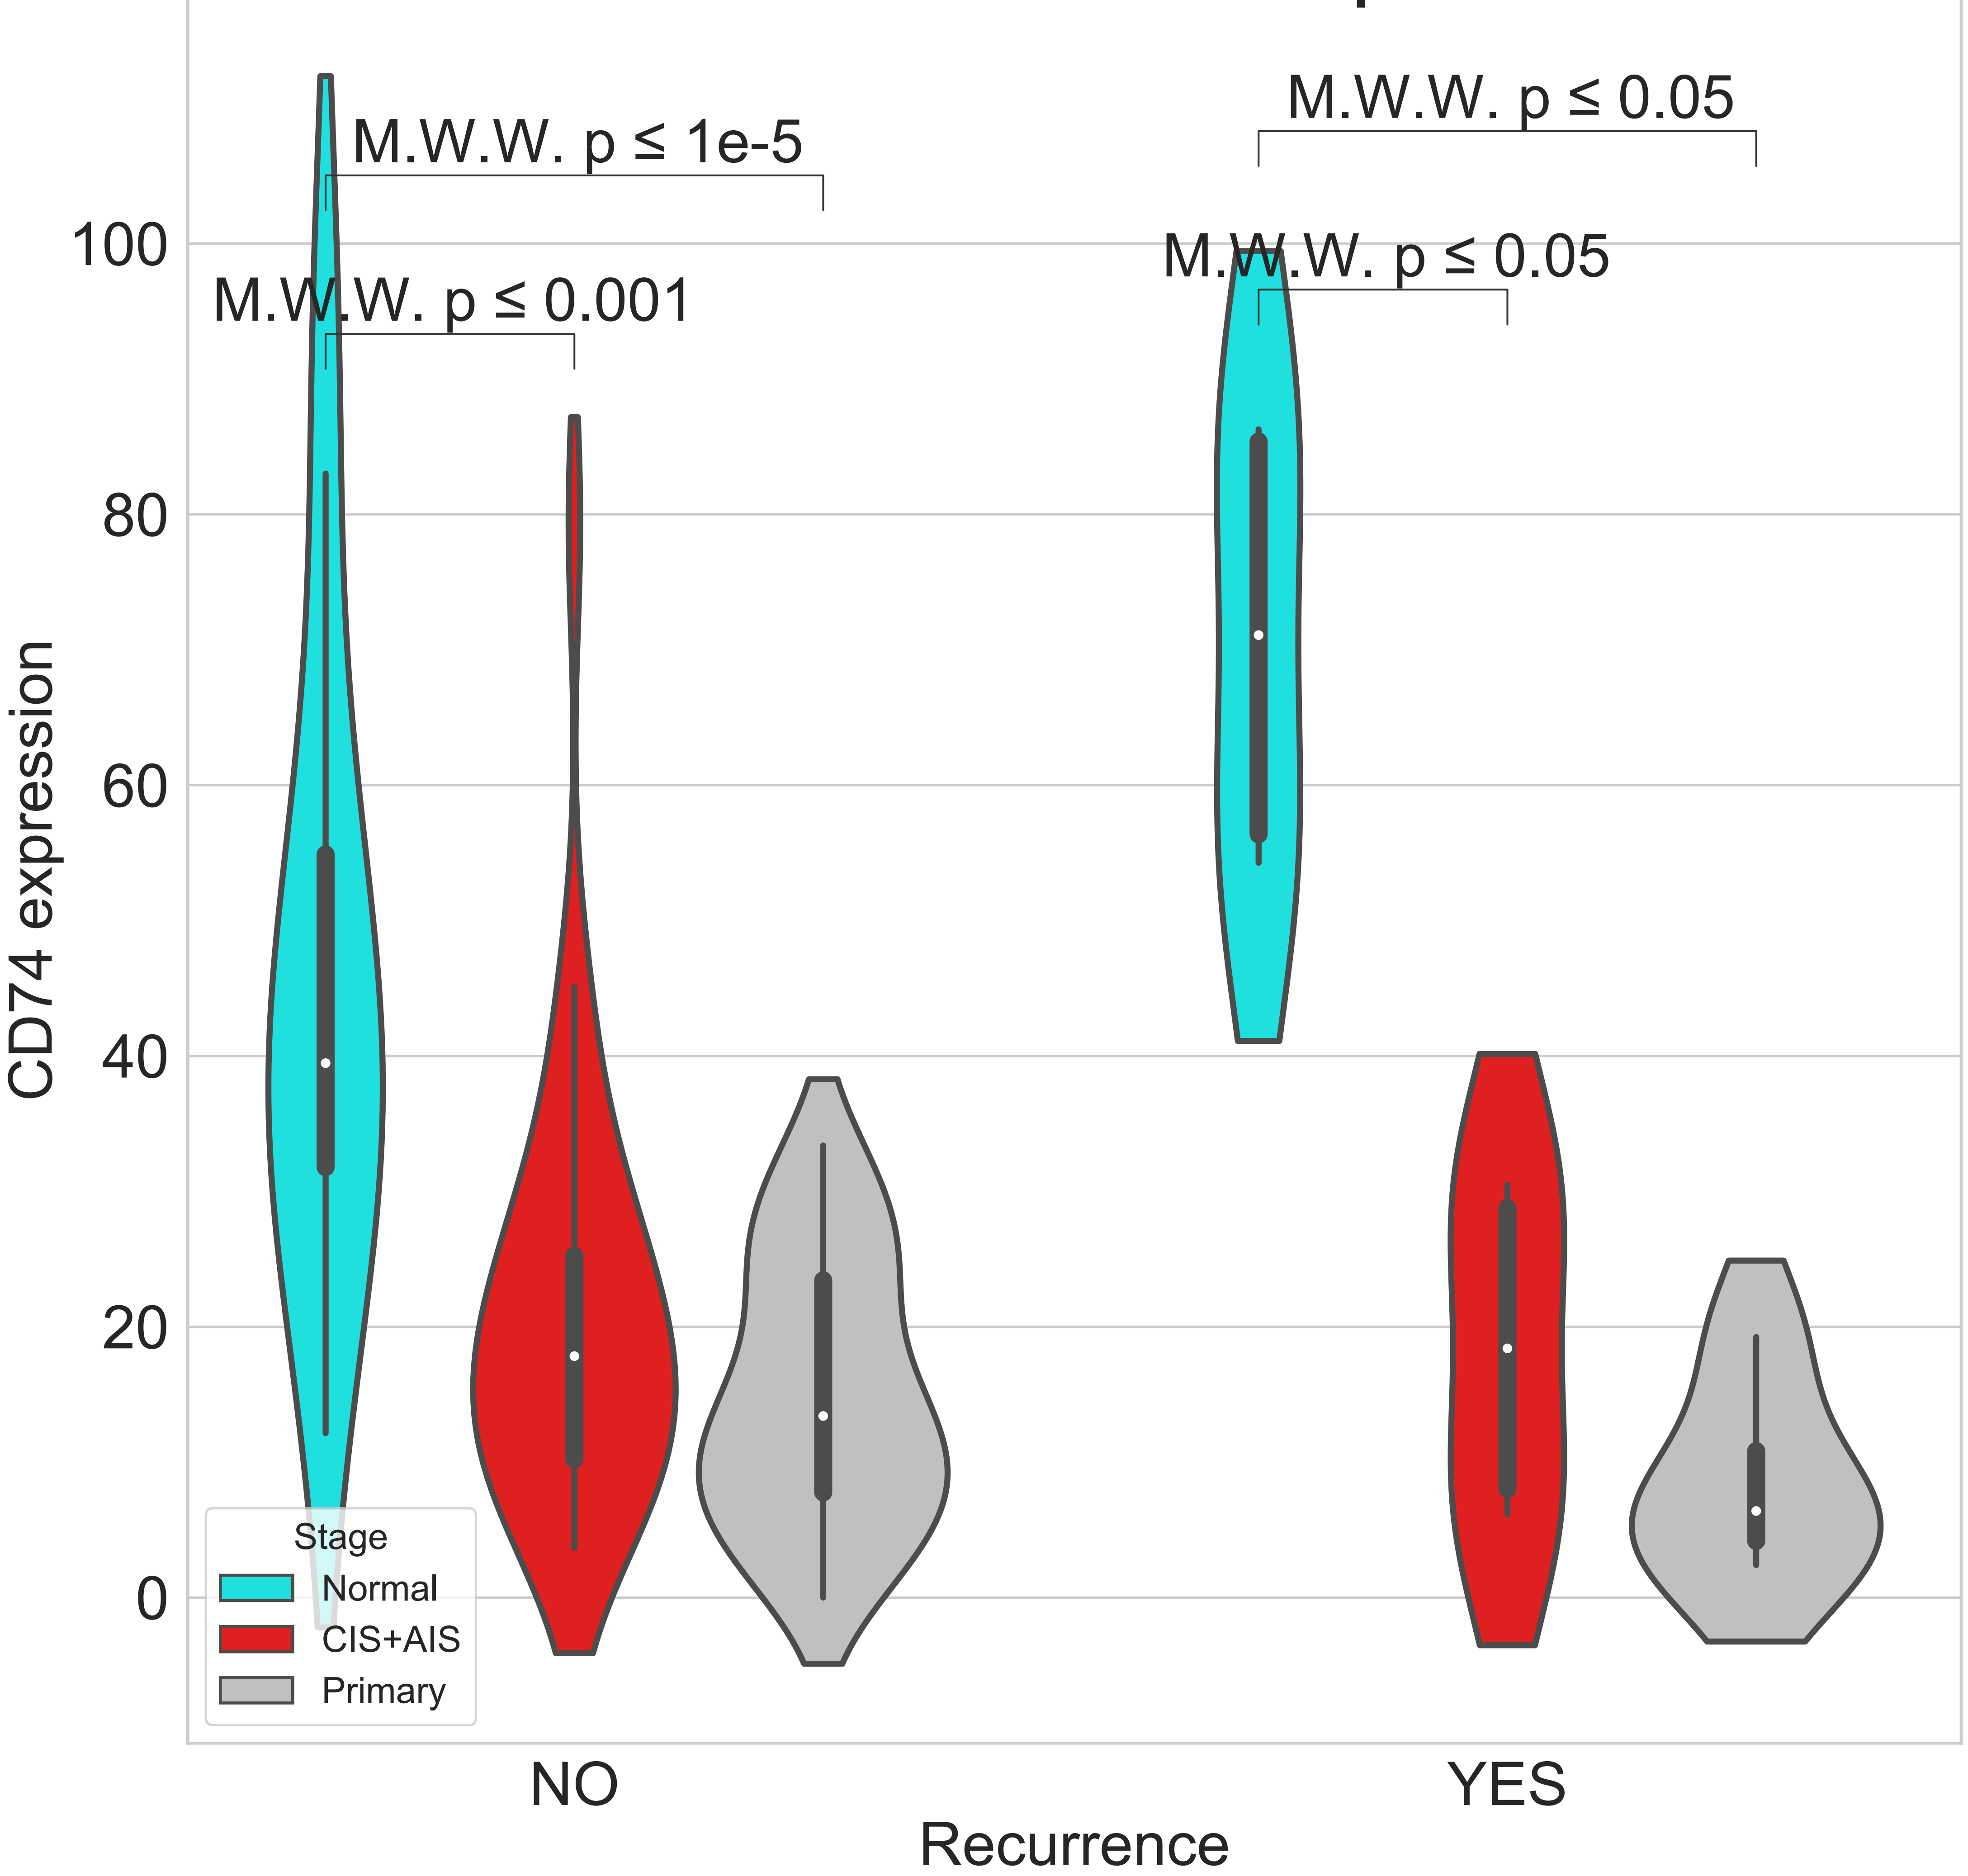 M.W.W. p ≤ 0.05
M.W.W. p ≤ 1e-5
M.W.W. p ≤ 0.05
M.W.W. p ≤ 0.001
100
80
60
40
20
0
CD74 expression
Stage
Normal
CIS+AIS
Primary
NO
YES
Recurrence